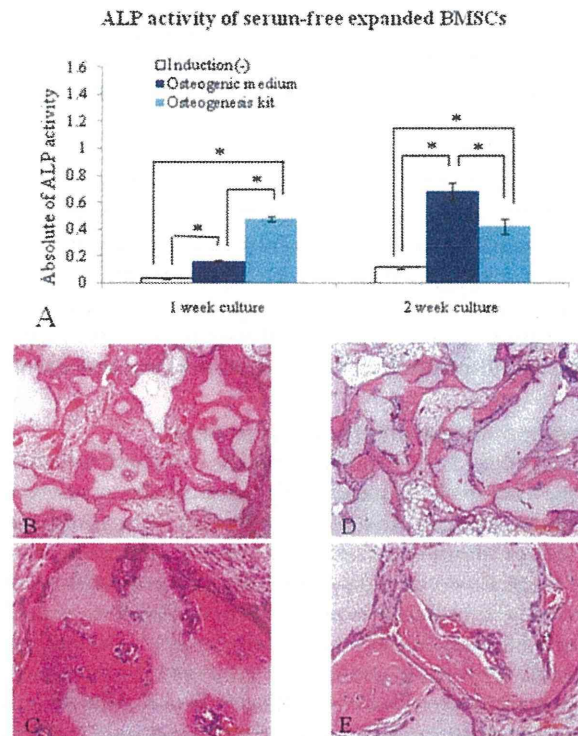 ALP activity of serum-free expanded BMSCs
Induction(-)
Osteogenic medium
Osteogenesis kit
Absolute of ALP activity
1.6
1.4
1.2
1
0.8
0.6
0.4
0.2
0
* * * * * *
1 week culture
2 week culture
A
B
D
C
E